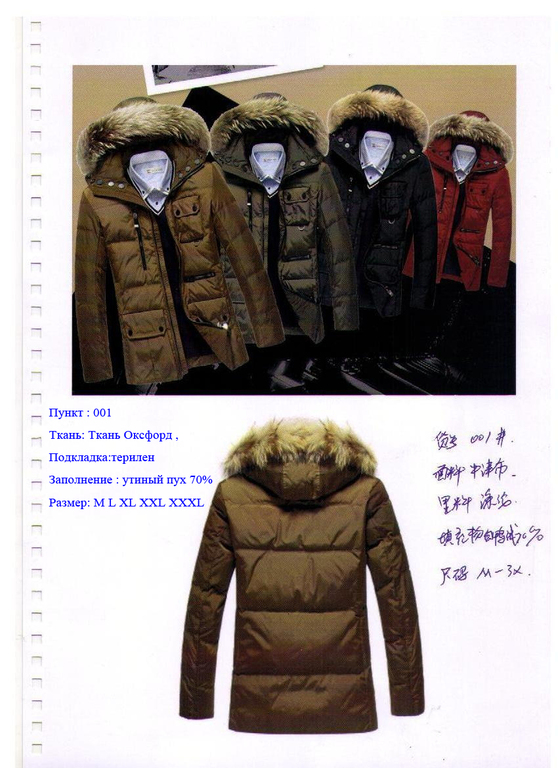 Пункт : 001
Ткань: Ткань Оксфорд ,
Подкладка:терилен
Заполнение : утиный пух 70%
Размер: M L XL XXL XXXL
货号 001#.
面料 牛津布.
里料 涤纶.
填充物白鸭绒70%
尺码 M-3X